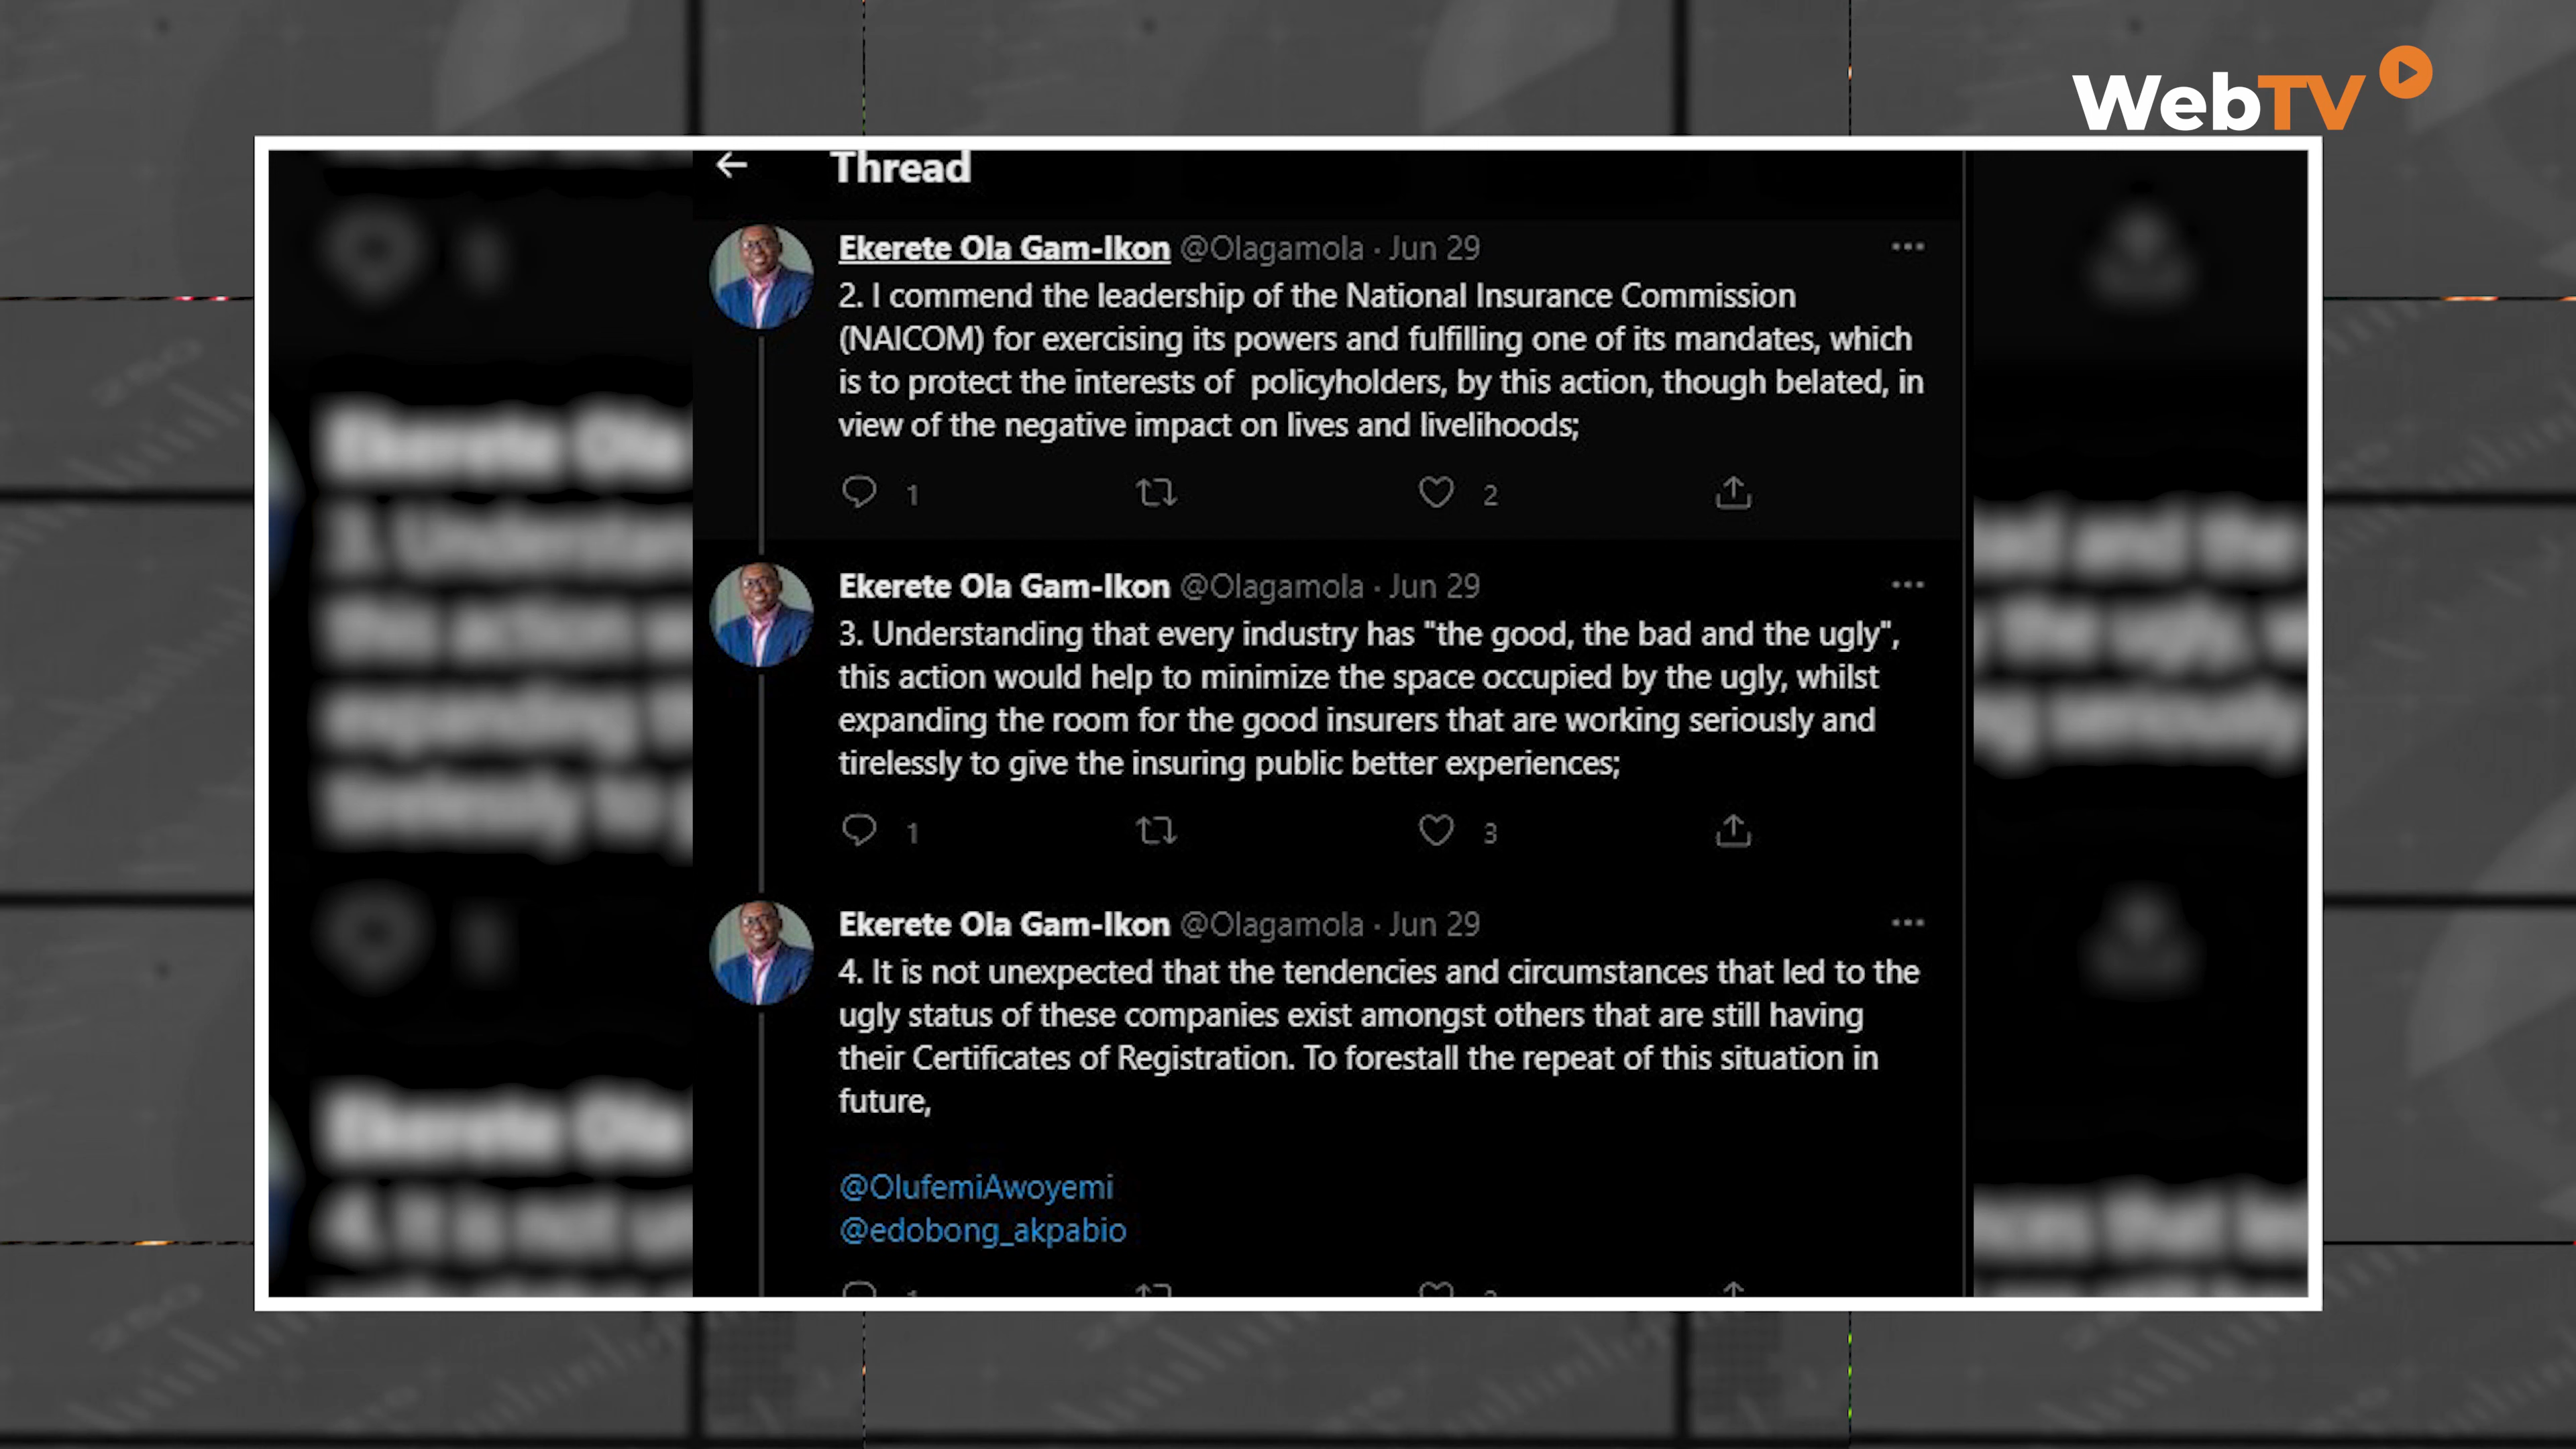 WebTV
Thread
Ekerete Ola Gam-Ikon @Olagamola · Jun 29
2. I commend the leadership of the National Insurance Commission
(NAICOM) for exercising its powers and fulfilling one of its mandates, which
is to protect the interests of  policyholders, by this action, though belated, in
view of the negative impact on lives and livelihoods;
1 2
Ekerete Ola Gam-Ikon @Olagamola · Jun 29
3. Understanding that every industry has "the good, the bad and the ugly",
this action would help to minimize the space occupied by the ugly, whilst
expanding the room for the good insurers that are working seriously and
tirelessly to give the insuring public better experiences;
1 3
Ekerete Ola Gam-Ikon @Olagamola · Jun 29
4. It is not unexpected that the tendencies and circumstances that led to the
ugly status of these companies exist amongst others that are still having
their Certificates of Registration. To forestall the repeat of this situation in
future,
@OlufemiAwoyemi
@edobong_akpabio